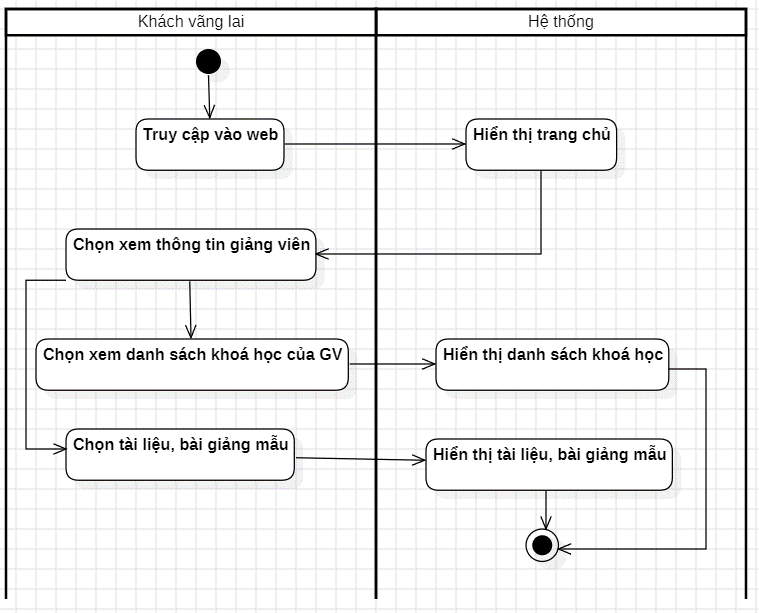 Khách vãng lai
Hệ thống
Truy cập vào web
Hiển thị trang chủ
Chọn xem thông tin giảng viên
Chọn xem danh sách khoá học của GV
Hiển thị danh sách khoá học
Chọn tài liệu, bài giảng mẫu
Hiển thị tài liệu, bài giảng mẫu